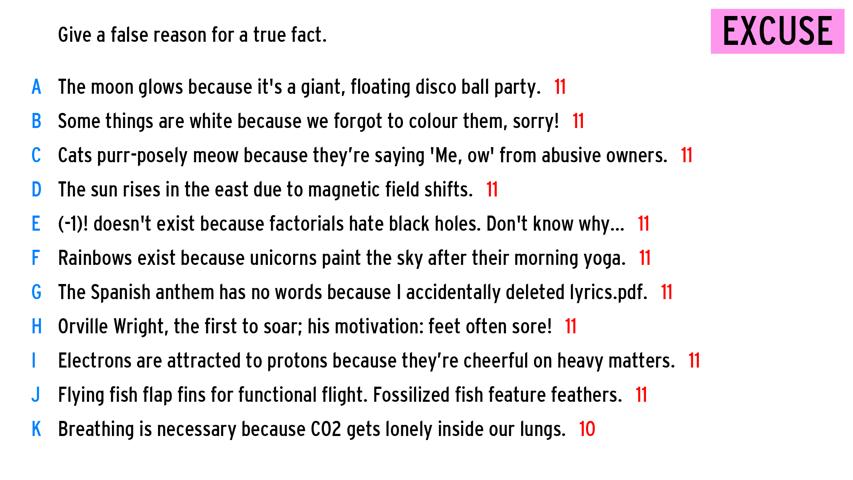 Give a false reason for a true fact.
EXCUSE
A The moon glows because it's a giant, floating disco ball party. 11
B Some things are white because we forgot to colour them, sorry! 11
C Cats purr-posely meow because they’re saying 'Me, ow' from abusive owners. 11
D The sun rises in the east due to magnetic field shifts. 11
E (-1)! doesn't exist because factorials hate black holes. Don't know why... 11
F Rainbows exist because unicorns paint the sky after their morning yoga. 11
G The Spanish anthem has no words because I accidentally deleted lyrics.pdf. 11
H Orville Wright, the first to soar; his motivation: feet often sore! 11
I Electrons are attracted to protons because they’re cheerful on heavy matters. 11
J Flying fish flap fins for functional flight. Fossilized fish feature feathers. 11
K Breathing is necessary because CO2 gets lonely inside our lungs. 10